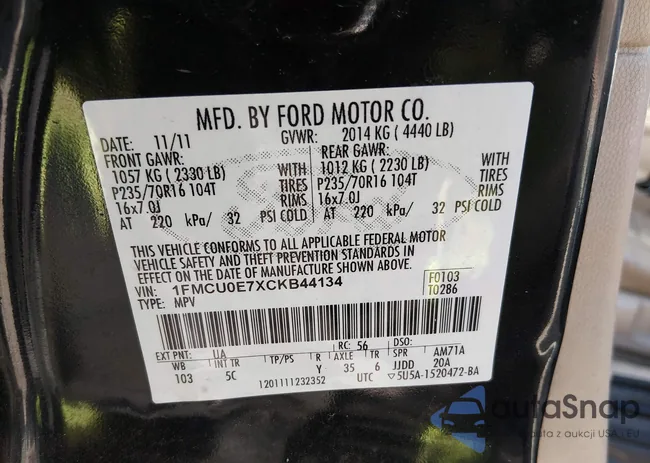 MFD. BY FORD MOTOR CO.
DATE: 11/11 GVWR: 2014 KG ( 4440 LB)
FRONT GAWR: REAR GAWR:
1057 KG ( 2330 LB) WITH 1012 KG ( 2230 LB) WITH
P235/70R16 104T TIRES P235/70R16 104T TIRES
16x7.0J RIMS 16x7.0J RIMS
AT 220 kPa/ 32 PSI COLD AT 220 kPa/ 32 PSI COLD
THIS VEHICLE CONFORMS TO ALL APPLICABLE FEDERAL MOTOR
VEHICLE SAFETY AND THEFT PREVENTION STANDARDS IN
EFFECT ON THE DATE OF MANUFACTURE SHOWN ABOVE.
VIN: 1FMCU0E7XCKB44134 F0103
TYPE: MPV T0286
EXT PNT: UA RC: 56 DSO:
WB INT TR TP/PS R AXLE TR SPR AM71A
103 5C Y 35 6 JJDD 20A
1201111232352 UTC 5U5A-1520472-BA
autoSnap
auta z aukcji USA - EU